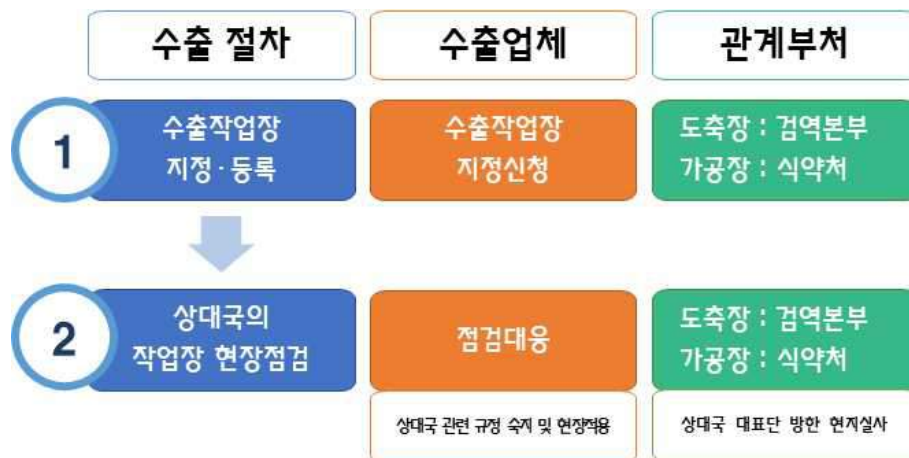 수출 절차
수출업체
관계부처
1
수출작업장
지정·등록
수출작업장
지정신청
도축장 : 검역본부
가공장 : 식약처
2
상대국의
작업장 현장점검
점검대응
도축장 : 검역본부
가공장 : 식약처
상대국 관련 규정 숙지 및 현장적용
상대국 대표단 방한 현지실사